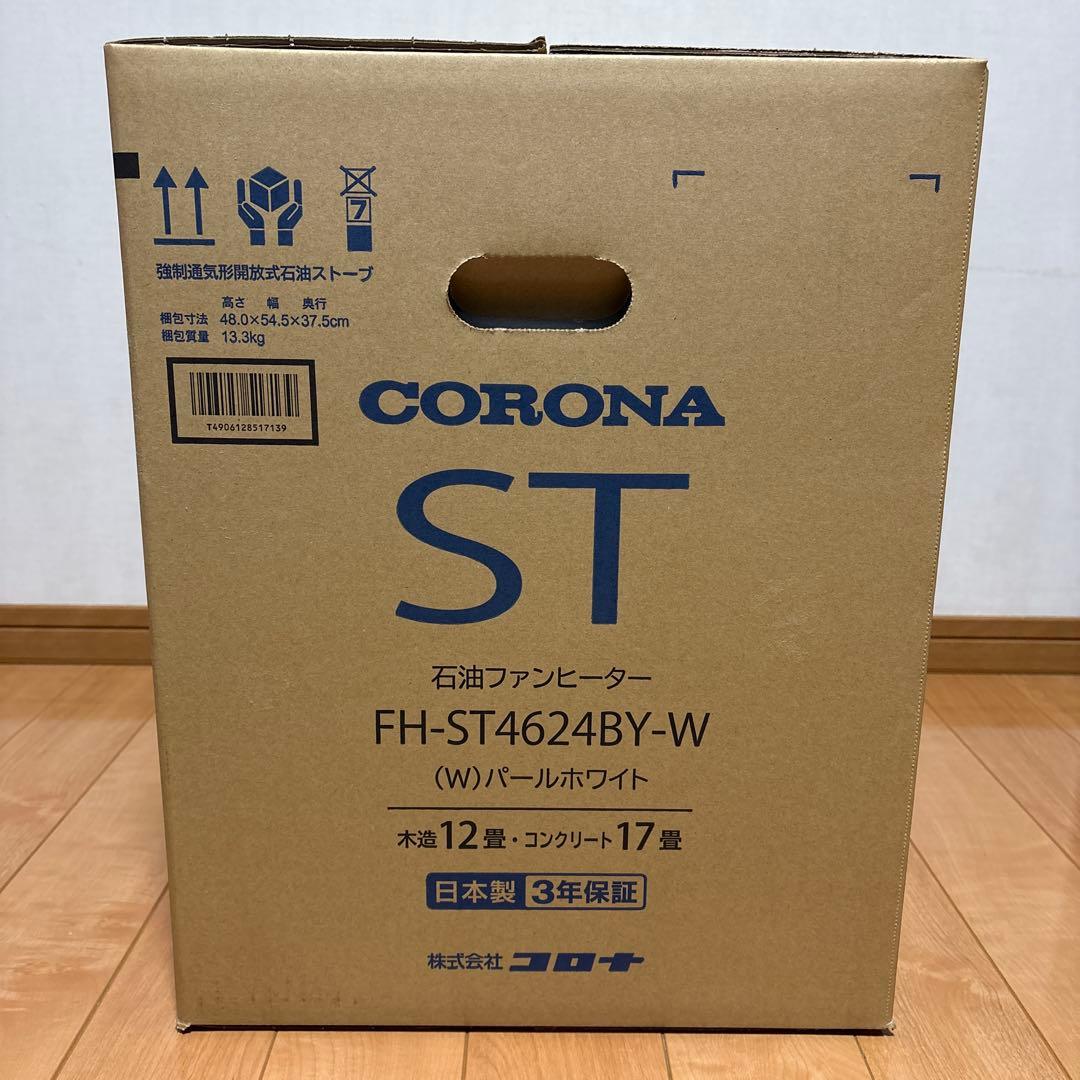 7
強制通気形開放式石油ストーブ
高さ 幅 奥行
梱包寸法 48.0×54.5×37.5cm
梱包質量 13.3kg
T4906128517139
CORONA
ST
石油ファンヒーター
FH-ST4624BY-W
(W)パールホワイト
木造12畳・コンクリート17畳
日本製 3年保証
株式会社 コロナ